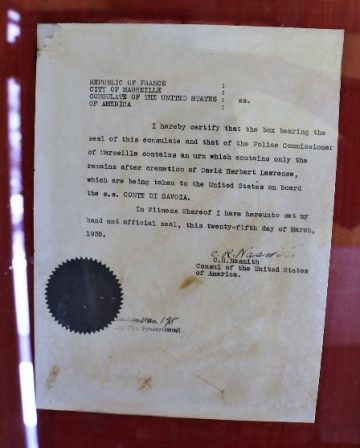 REPUBLIC OF FRANCE :
CITY OF MARSEILLE :
CONSULATE OF THE UNITED STATES : ss.
OF AMERICA :
I hereby certify that the box bearing the
seal of this consulate and that of the Police Commissioner
of Marseille contains an urn which contains only the
remains after cremation of David Herbert Lawrence,
which are being taken to the United States on board
the s.s. CONTE DI SAVOIA.
In Witness Whereof I have hereunto set my
hand and official seal, this twenty-fifth day of March,
1935.
C.R. Nasmith
C.R. Nasmith
Consul of the United States
of America.
No. 198